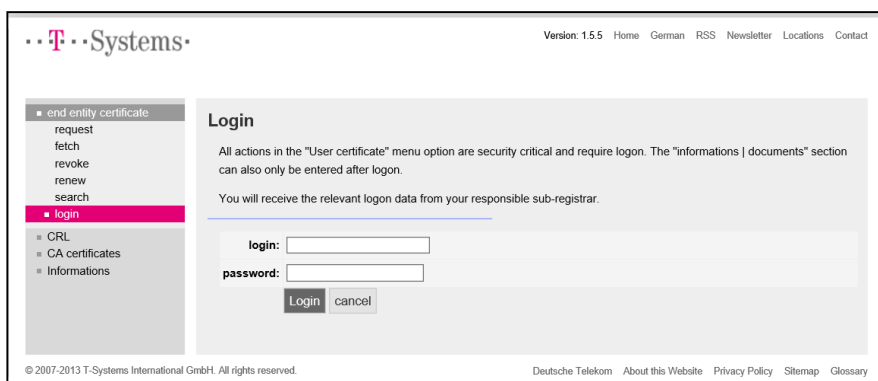 ··T··Systems·
Version: 1.5.5 Home German RSS Newsletter Locations Contact
end entity certificate
request
fetch
revoke
renew
search
login
CRL
CA certificates
Informations
Login
All actions in the "User certificate" menu option are security critical and require logon. The "informations | documents" section
can also only be entered after logon.
You will receive the relevant logon data from your responsible sub-registrar.
login:
password:
Login cancel
© 2007-2013 T-Systems International GmbH. All rights reserved.
Deutsche Telekom About this Website Privacy Policy Sitemap Glossary